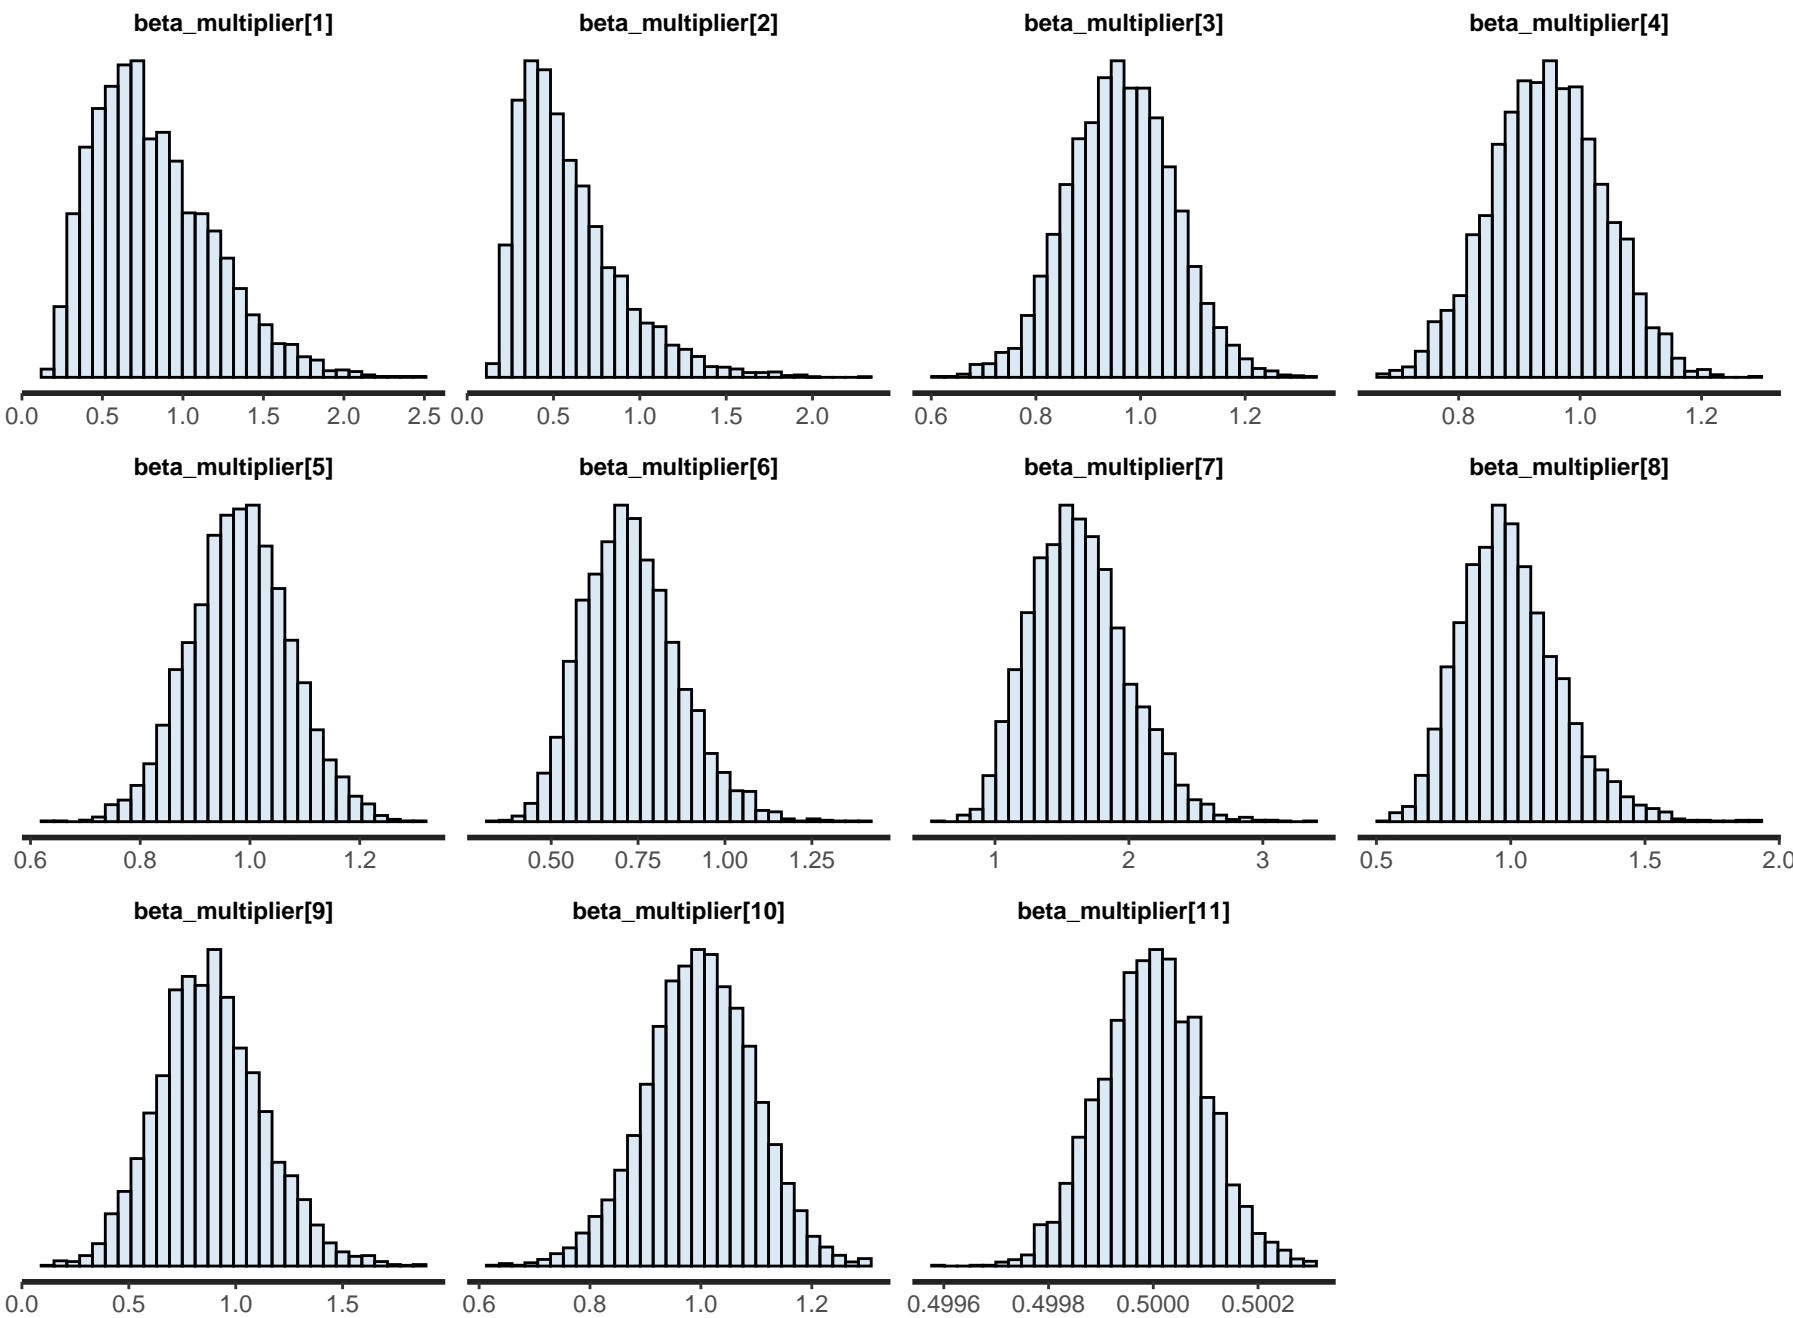 beta_multiplier[1] beta_multiplier[2] beta_multiplier[3] beta_multiplier[4]
0.0 0.5 1.0 1.5 2.0 2.5 0.0 0.5 1.0 1.5 2.0 0.6 0.8 1.0 1.2 0.8 1.0 1.2
beta_multiplier[5] beta_multiplier[6] beta_multiplier[7] beta_multiplier[8]
0.6 0.8 1.0 1.2 0.50 0.75 1.00 1.25 1 2 3 0.5 1.0 1.5 2.0
beta_multiplier[9] beta_multiplier[10] beta_multiplier[11]
0.0 0.5 1.0 1.5 0.6 0.8 1.0 1.2 0.4996 0.4998 0.5000 0.5002